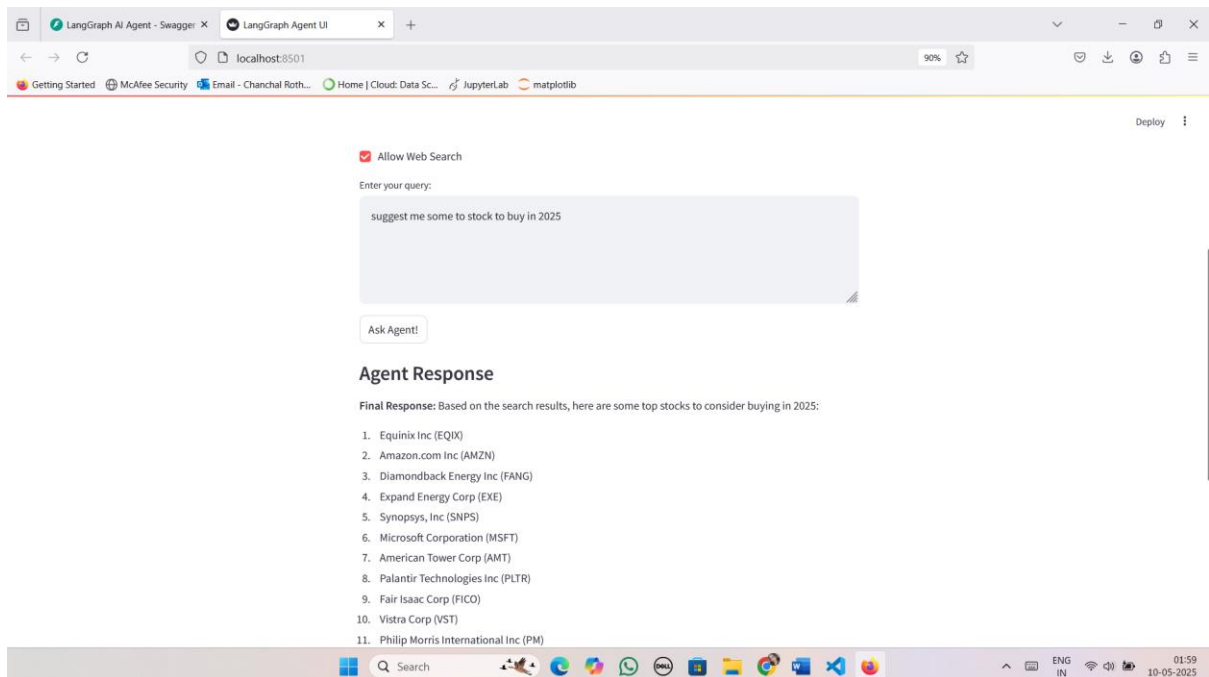 LangGraph AI Agent - Swagger
LangGraph Agent UI
localhost:8501
90%
Getting Started McAfee Security Email - Chanchal Roth... Home | Cloud: Data Sc... JupyterLab matplotlib
Deploy
Allow Web Search
Enter your query:
suggest me some to stock to buy in 2025
Ask Agent!
Agent Response
Final Response: Based on the search results, here are some top stocks to consider buying in 2025:
1. Equinix Inc (EQIX)
2. Amazon.com Inc (AMZN)
3. Diamondback Energy Inc (FANG)
4. Expand Energy Corp (EXE)
5. Synopsys, Inc (SNPS)
6. Microsoft Corporation (MSFT)
7. American Tower Corp (AMT)
8. Palantir Technologies Inc (PLTR)
9. Fair Isaac Corp (FICO)
10. Vistra Corp (VST)
11. Philip Morris International Inc (PM)
Search
DELL
ENG
IN
01:59
10-05-2025